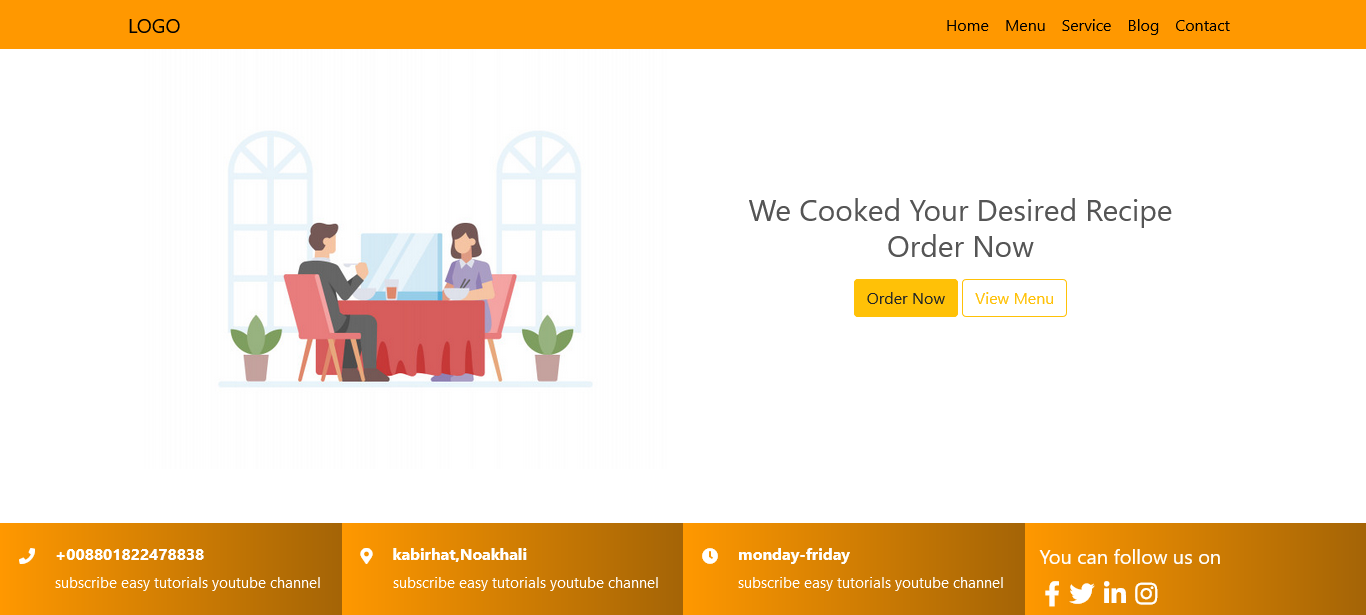 LOGO
Home Menu Service Blog Contact
We Cooked Your Desired Recipe
Order Now
Order Now View Menu
+008801822478838
subscribe easy tutorials youtube channel
kabirhat,Noakhali
subscribe easy tutorials youtube channel
monday-friday
subscribe easy tutorials youtube channel
You can follow us on